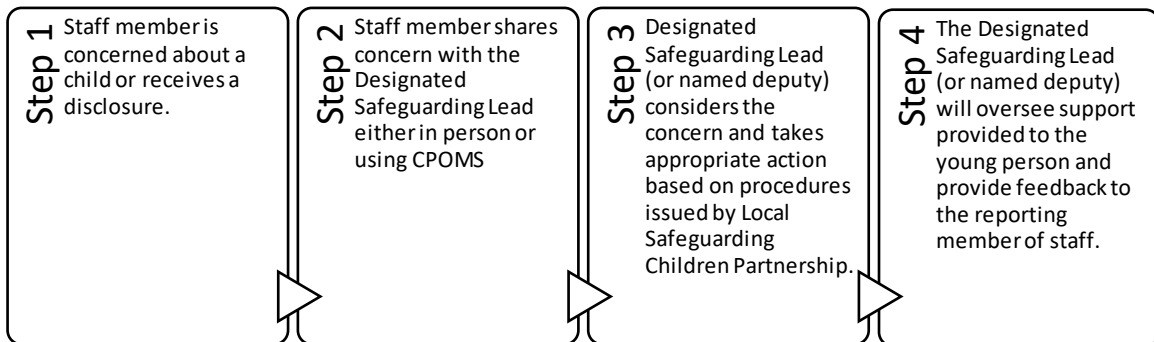 Step 1
Staff member is
concerned about a
child or receives a
disclosure.
Step 2
Staff member shares
concern with the
Designated
Safeguarding Lead
either in person or
using CPOMS
Step 3
Designated
Safeguarding Lead
(or named deputy)
considers the
concern and takes
appropriate action
based on procedures
issued by Local
Safeguarding
Children Partnership.
Step 4
The Designated
Safeguarding Lead
(or named deputy)
will oversee support
provided to the
young person and
provide feedback to
the reporting
member of staff.